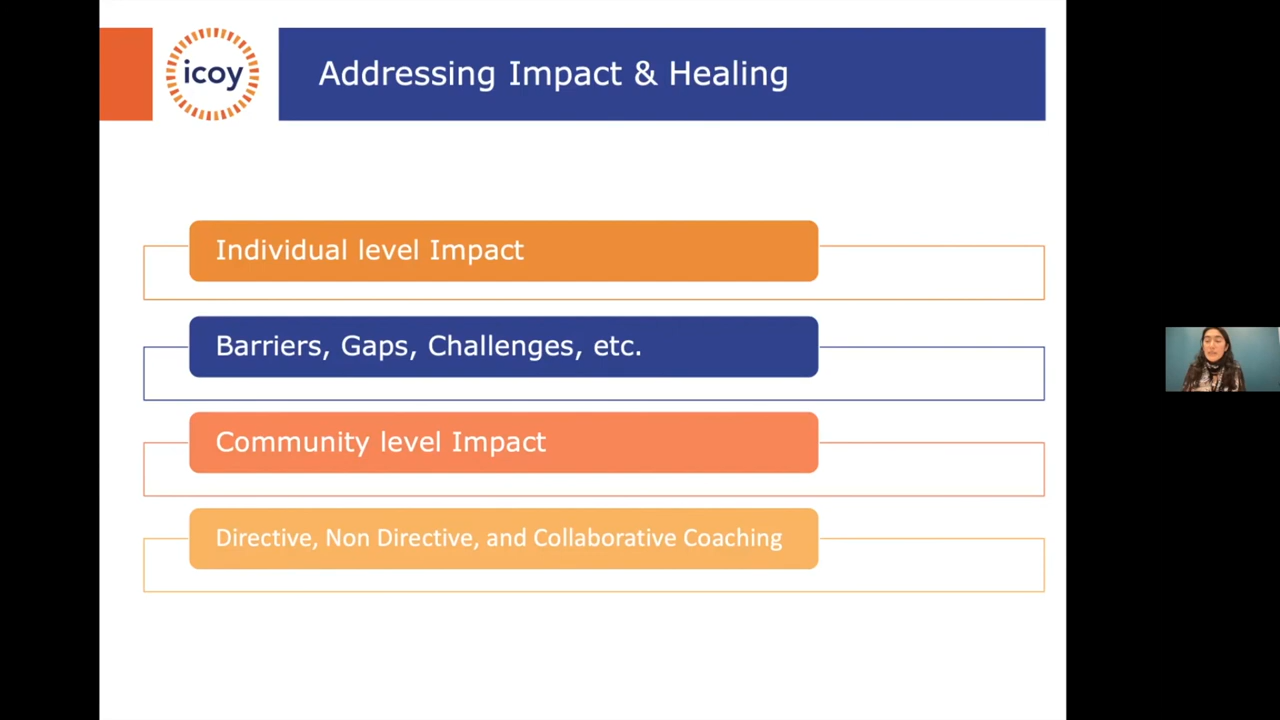 icoy
Addressing Impact & Healing
Individual level Impact
Barriers, Gaps, Challenges, etc.
Community level Impact
Directive, Non Directive, and Collaborative Coaching